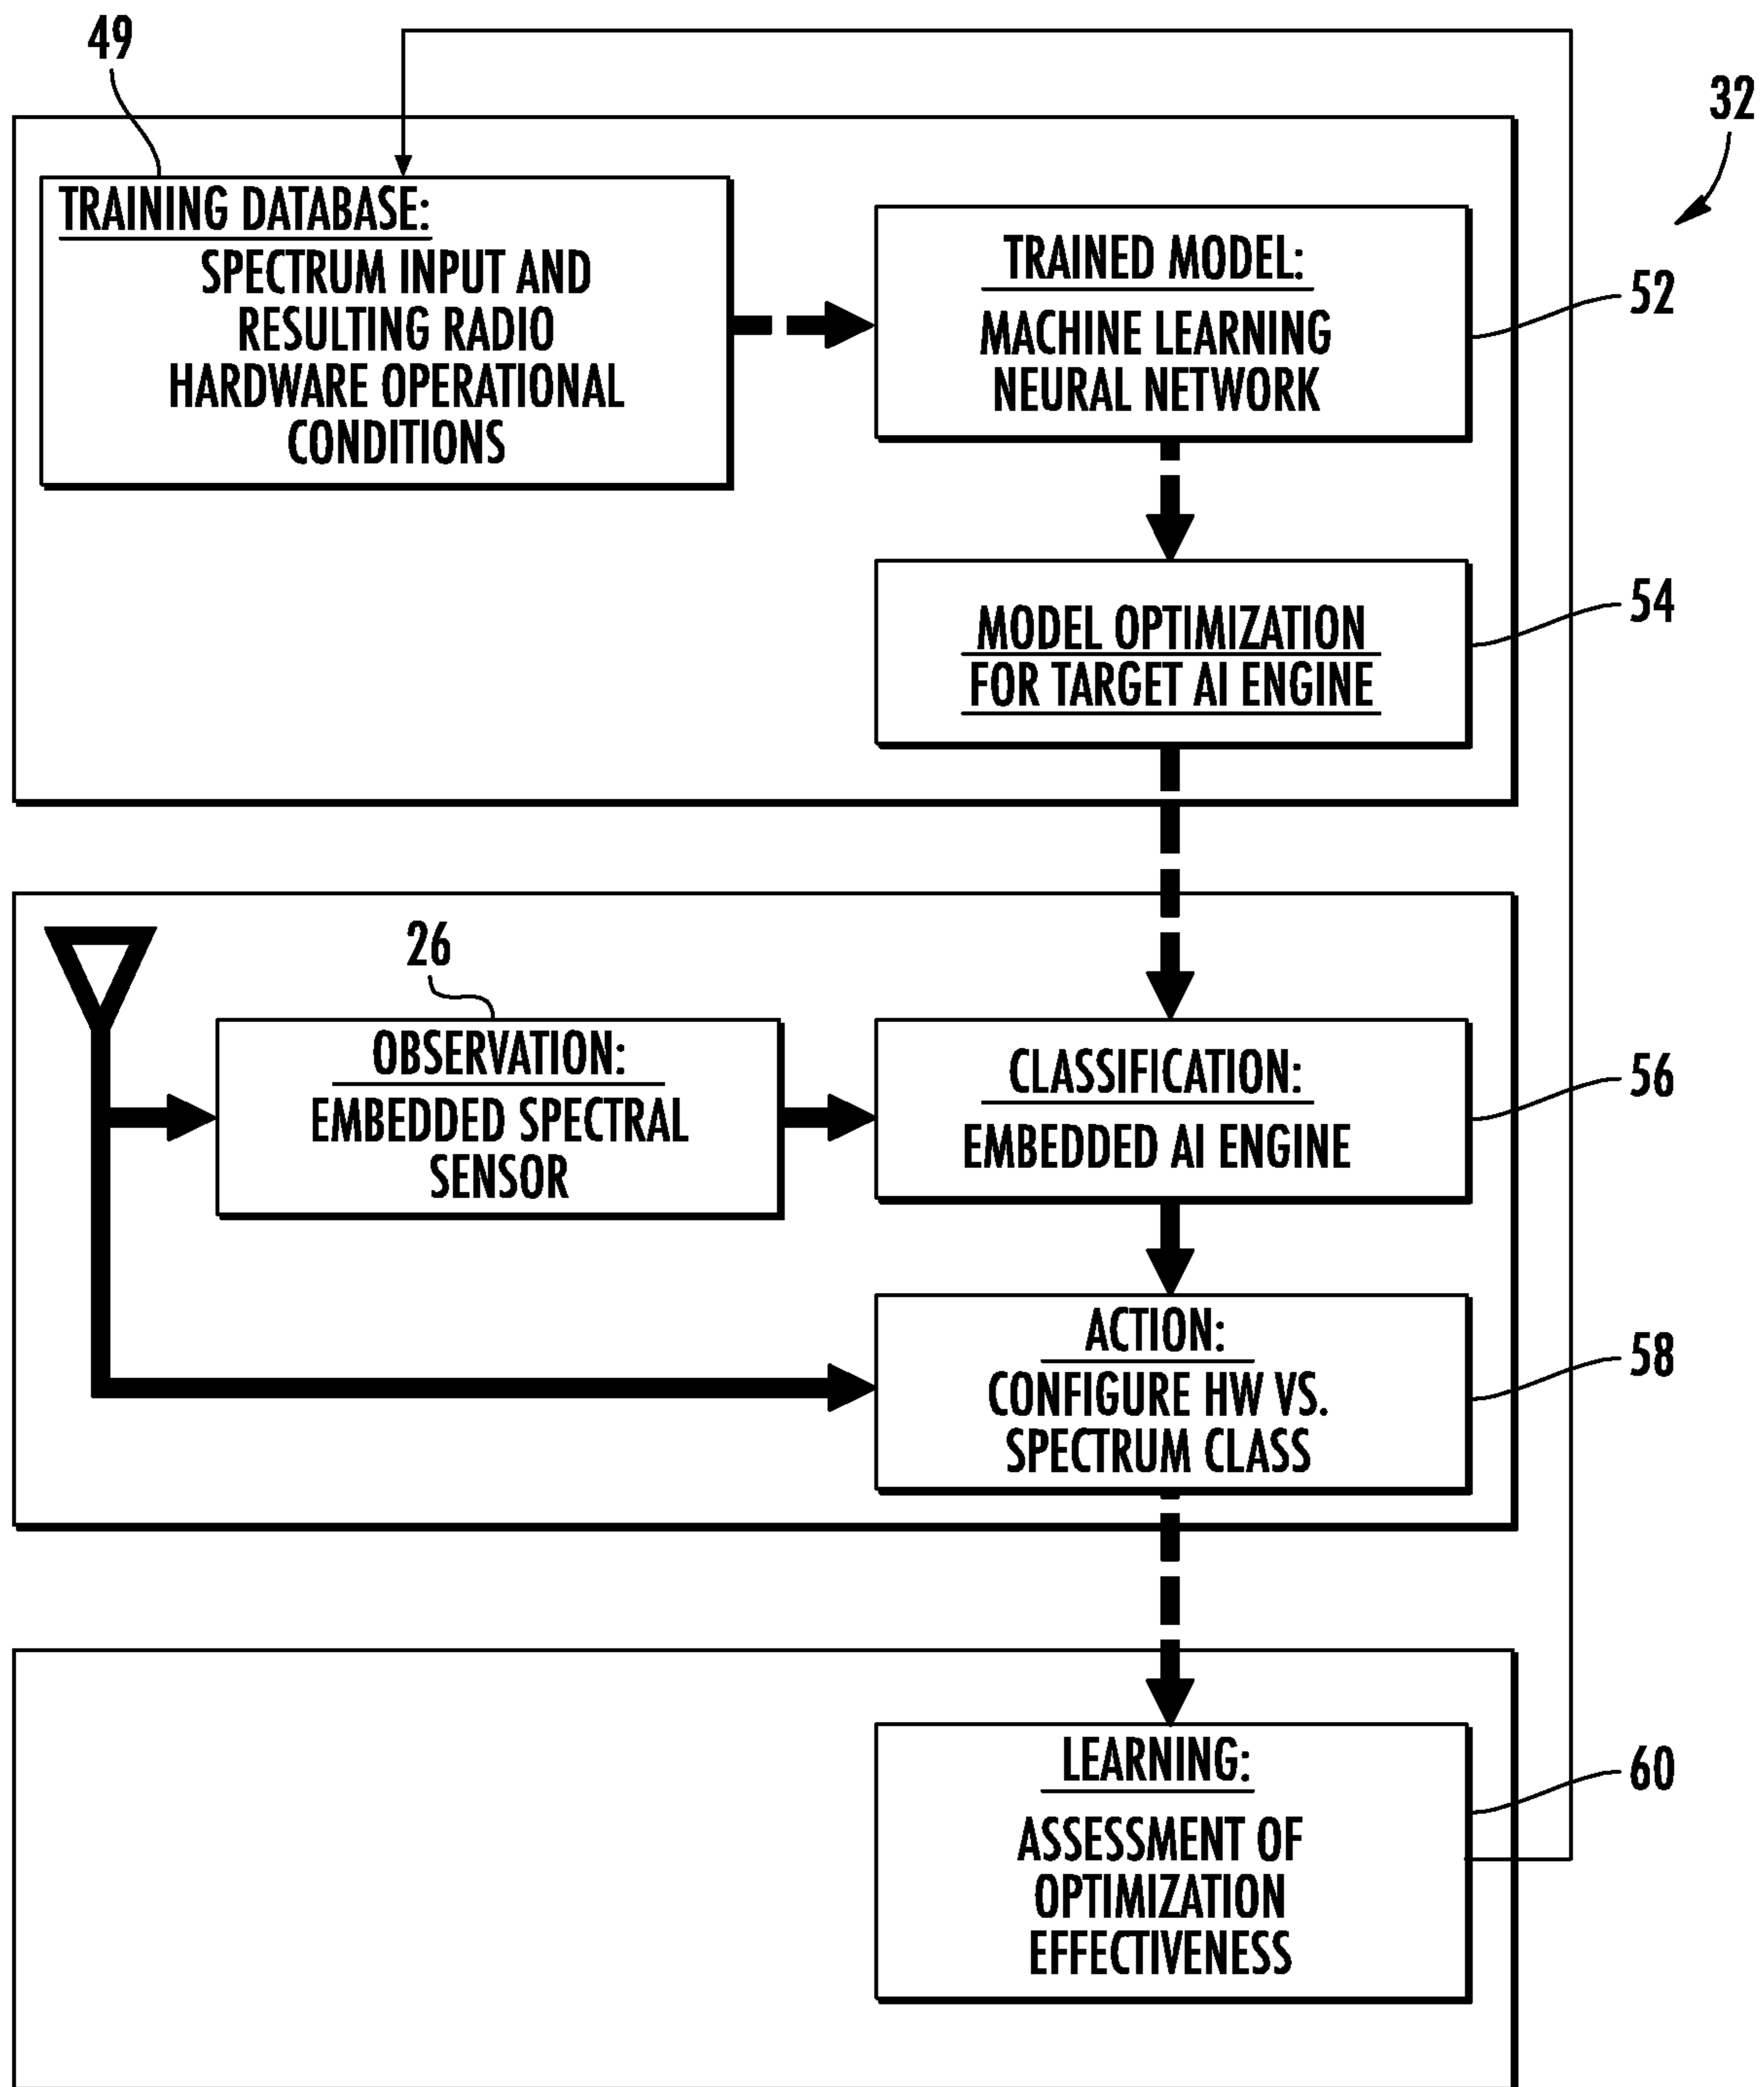 49
32
TRAINING DATABASE:
SPECTRUM INPUT AND
RESULTING RADIO
HARDWARE OPERATIONAL
CONDITIONS
TRAINED MODEL:
MACHINE LEARNING
NEURAL NETWORK
52
MODEL OPTIMIZATION
FOR TARGET AI ENGINE
54
26
OBSERVATION:
EMBEDDED SPECTRAL
SENSOR
CLASSIFICATION:
EMBEDDED AI ENGINE
56
ACTION:
CONFIGURE HW VS.
SPECTRUM CLASS
58
LEARNING:
ASSESSMENT OF
OPTIMIZATION
EFFECTIVENESS
60